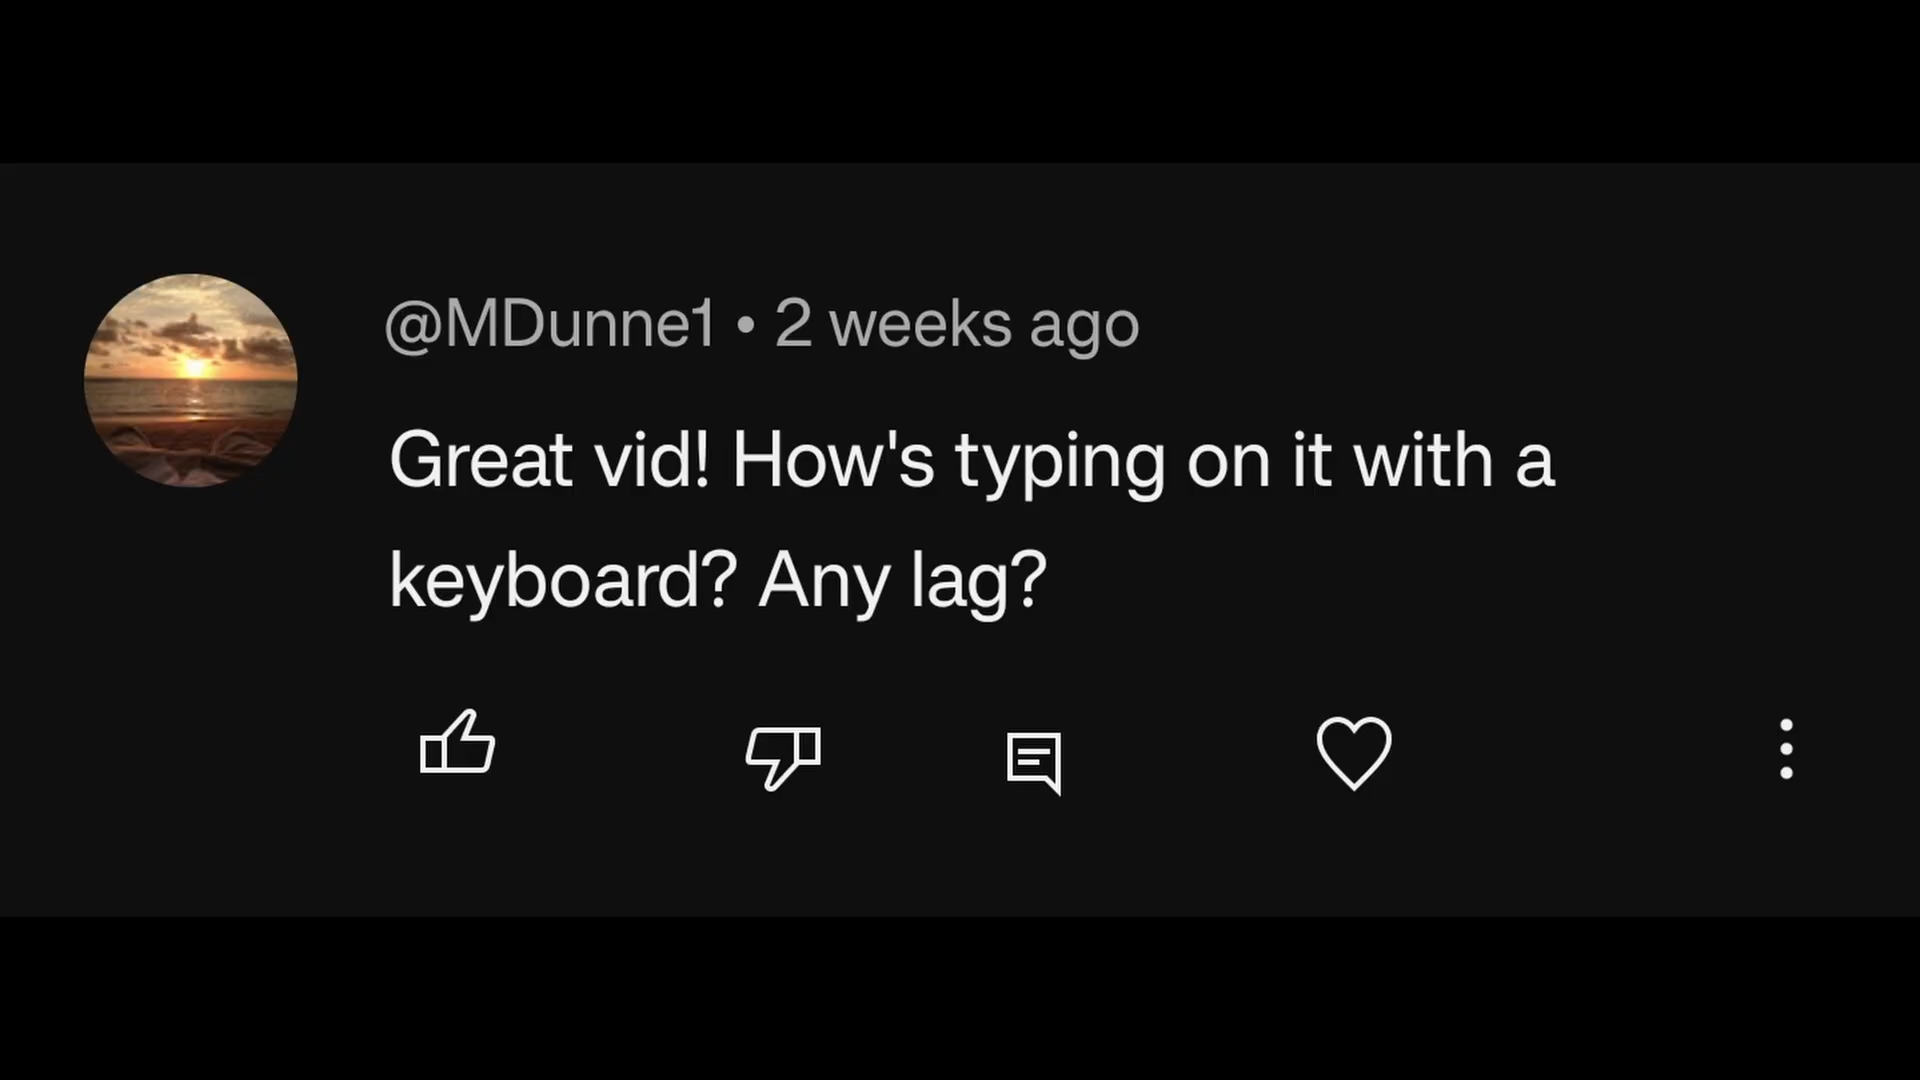 @MDunne1 • 2 weeks ago
Great vid! How's typing on it with a
keyboard? Any lag?